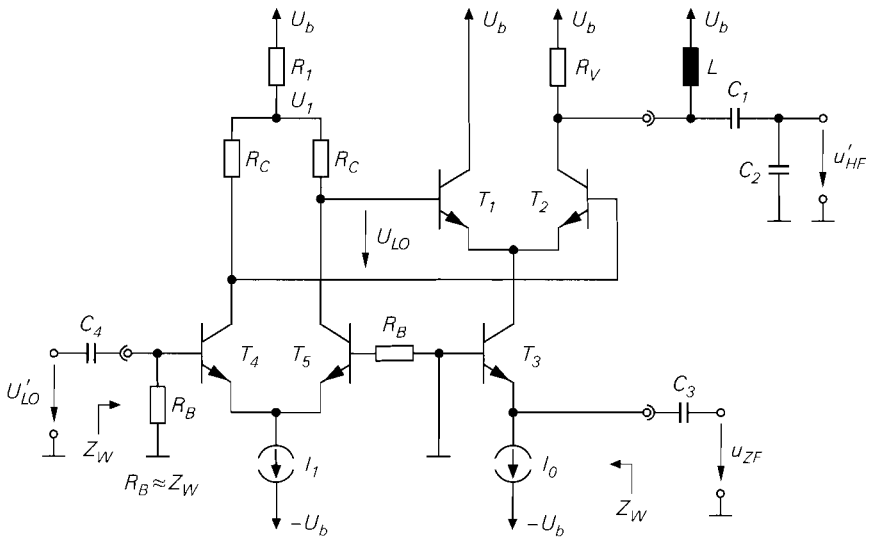 U_b
U_b
U_b
U_b
R_1
R_V
L
U_1
C_1
R_C
R_C
C_2
u'_HF
T_1
T_2
U_LO
C_4
R_B
T_4
T_5
T_3
C_3
U'_LO
R_B
Z_W
I_1
I_0
u_ZF
R_B ≈ Z_W
Z_W
-U_b
-U_b